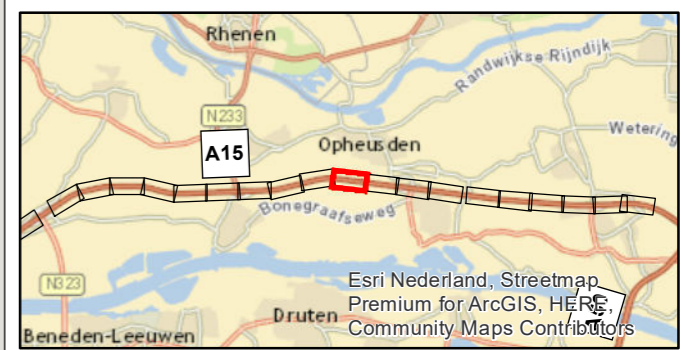 Rhenen
Randwijkse Rijndijk
N233
A15
Opheusden
Wetering
Bonegraafseweg
N323
Esri Nederland, Streetmap
Premium for ArcGIS, HERE,
Community Maps Contributors
Druten
Beneden-Leeuwen